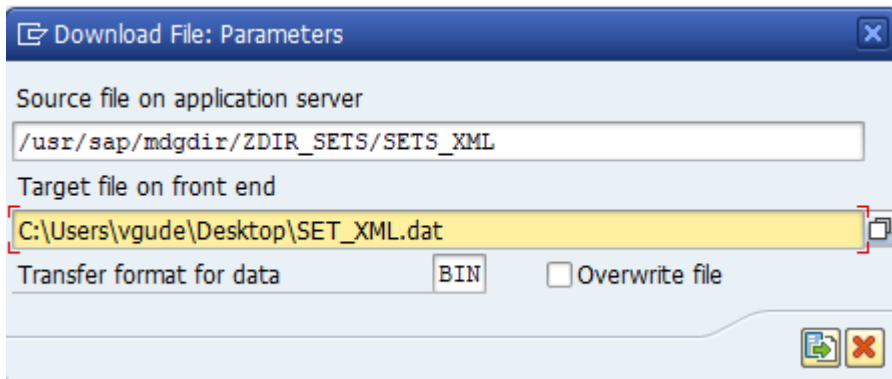 Download File: Parameters
Source file on application server
/usr/sap/mdgdir/ZDIR_SETS/SETS_XML
Target file on front end
C:\Users\vgude\Desktop\SET_XML.dat
Transfer format for data BIN Overwrite file